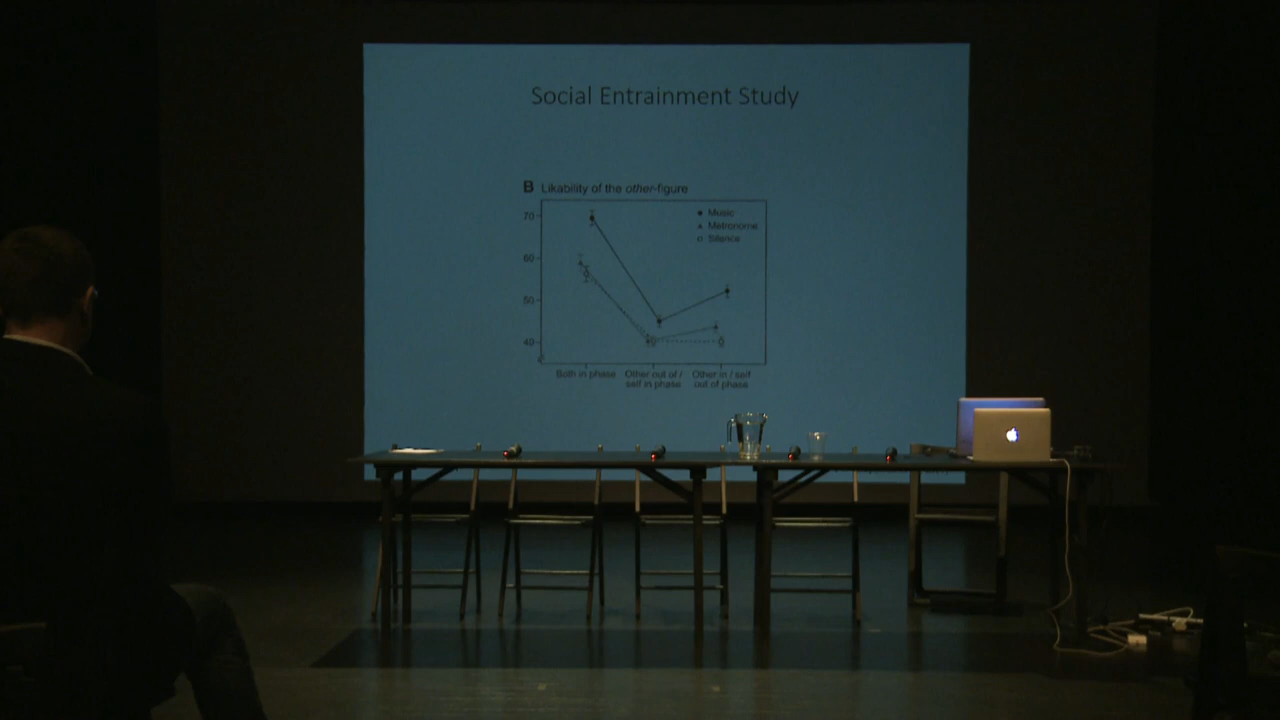 Social Entrainment Study
B Likability of the other-figure
Music
Metronome
Silence
70
60
50
40
Both in phase
Other out of /
self in phase
Other in / self
out of phase